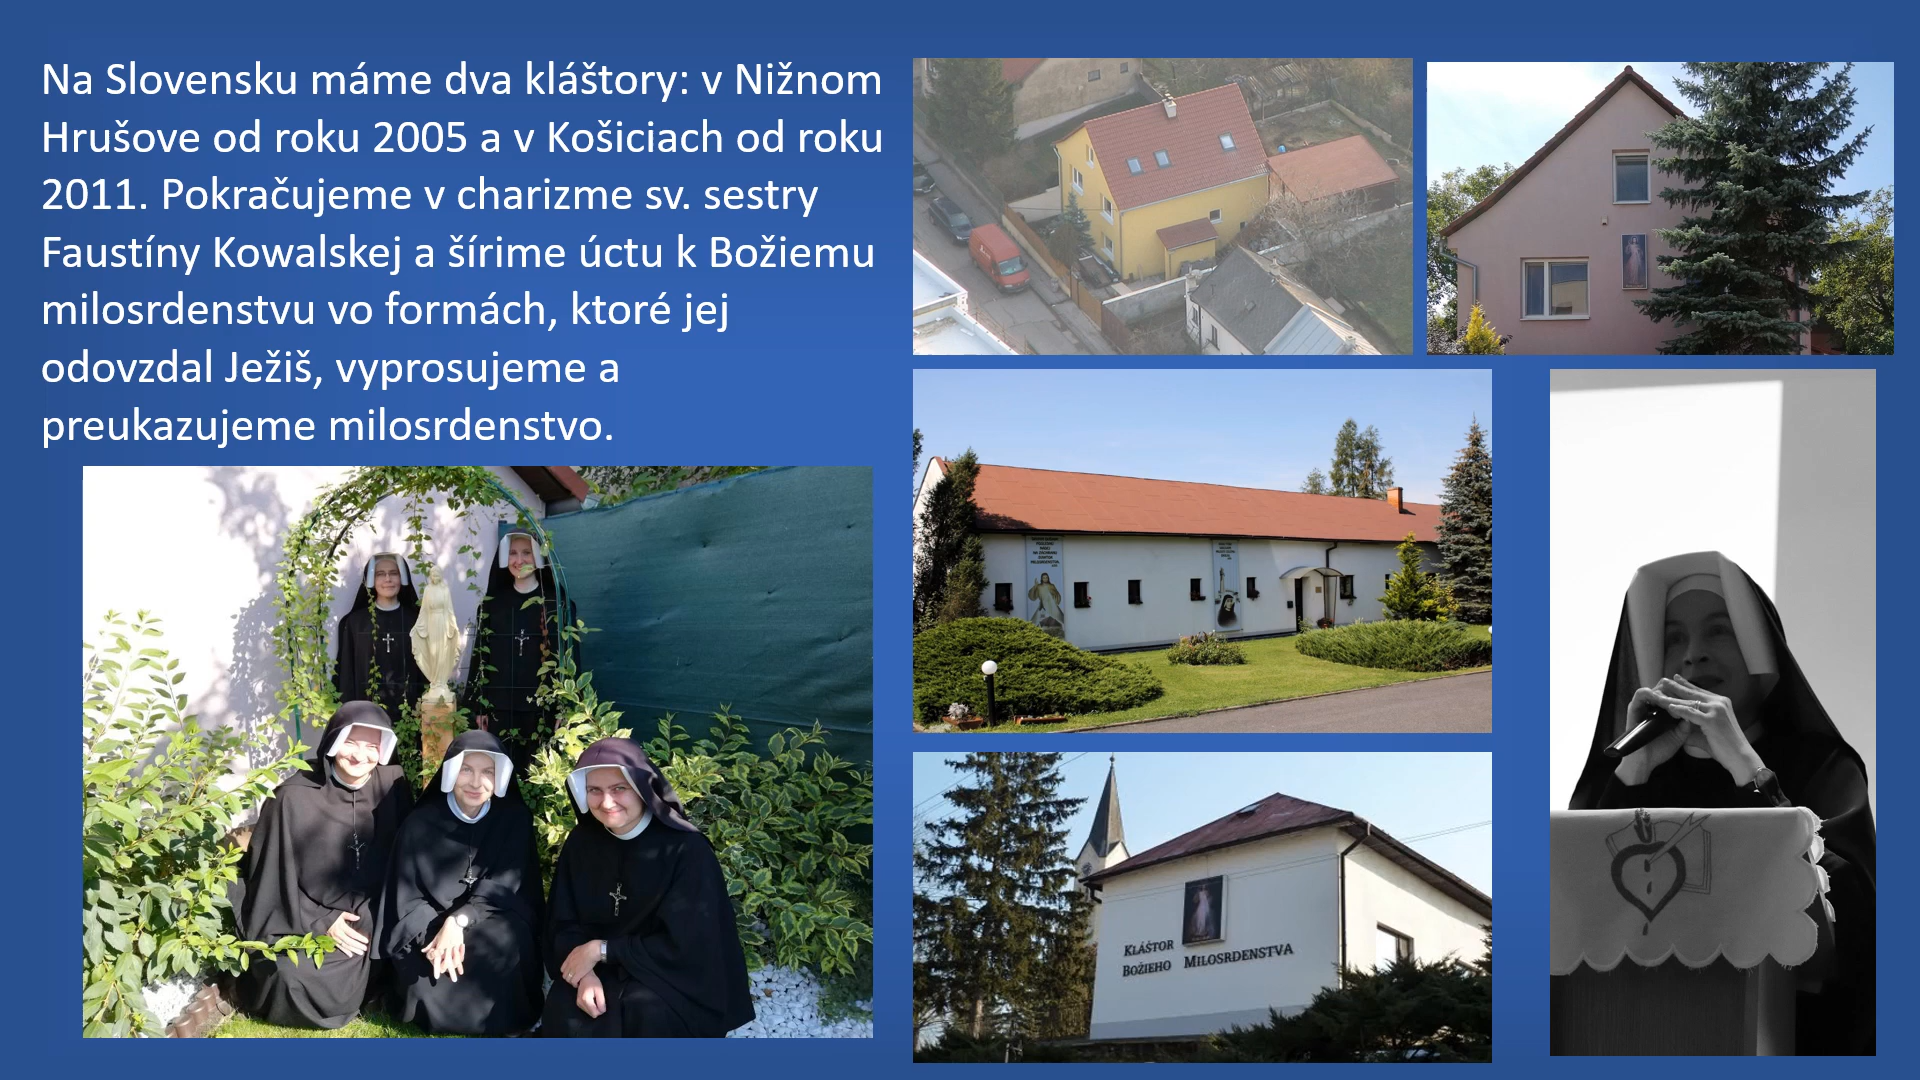 Na Slovensku máme dva kláštory: v Nižnom
Hrušove od roku 2005 a v Košiciach od roku
2011. Pokračujeme v charizme sv. sestry
Faustíny Kowalskej a šírime úctu k Božiemu
milosrdenstvu vo formách, ktoré jej
odovzdal Ježiš, vyprosujeme a
preukazujeme milosrdenstvo.
KLÁŠTOR
BOŽIEHO MILOSRDENSTVA